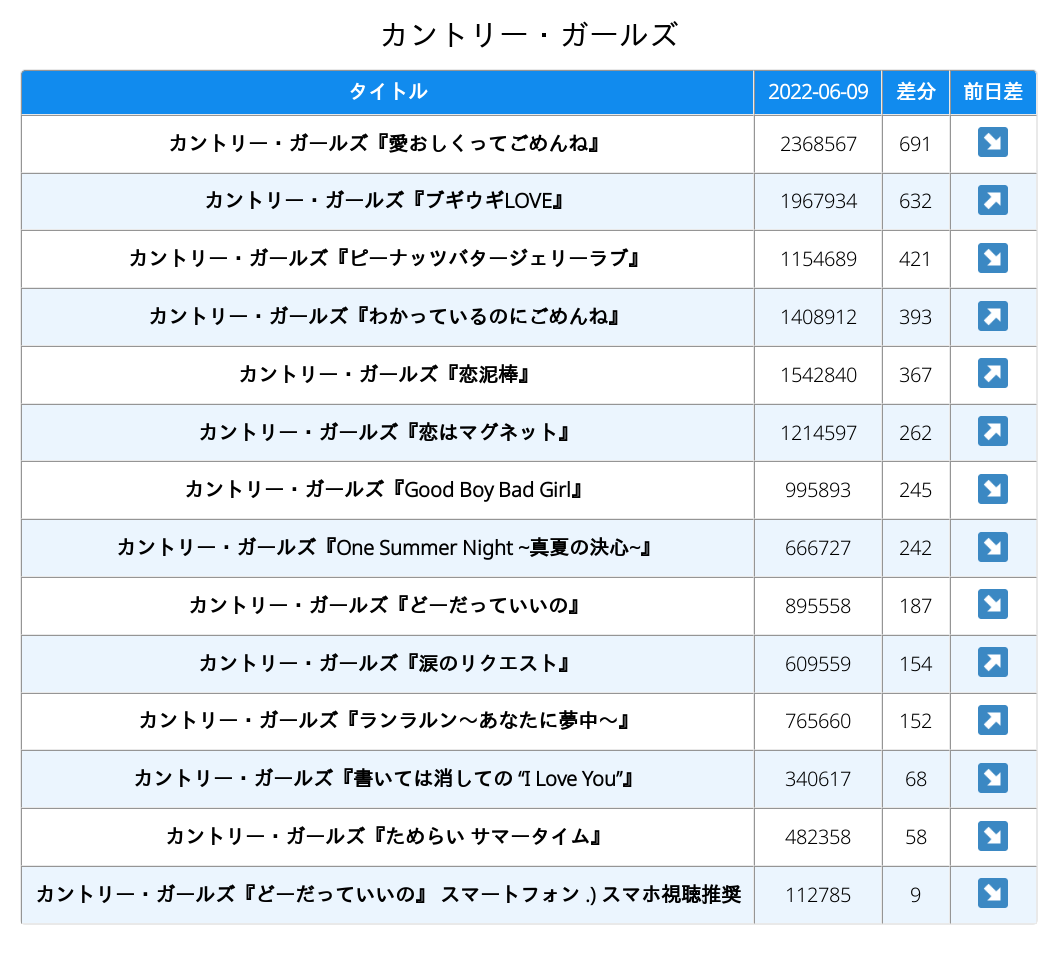 カントリー・ガールズ
タイトル 2022-06-09 差分 前日差
カントリー・ガールズ『愛おしくってごめんね』 2368567 691 ↘
カントリー・ガールズ『ブギウギLOVE』 1967934 632 ↗
カントリー・ガールズ『ピーナッツバタージェリーラブ』 1154689 421 ↘
カントリー・ガールズ『わかっているのにごめんね』 1408912 393 ↗
カントリー・ガールズ『恋泥棒』 1542840 367 ↗
カントリー・ガールズ『恋はマグネット』 1214597 262 ↗
カントリー・ガールズ『Good Boy Bad Girl』 995893 245 ↘
カントリー・ガールズ『One Summer Night ~真夏の決心~』 666727 242 ↘
カントリー・ガールズ『どーだっていいの』 895558 187 ↘
カントリー・ガールズ『涙のリクエスト』 609559 154 ↗
カントリー・ガールズ『ランラルン〜あなたに夢中〜』 765660 152 ↗
カントリー・ガールズ『書いては消しての “I Love You”』 340617 68 ↘
カントリー・ガールズ『ためらい サマータイム』 482358 58 ↘
カントリー・ガールズ『どーだっていいの』 スマートフォン .) スマホ視聴推奨 112785 9 ↘